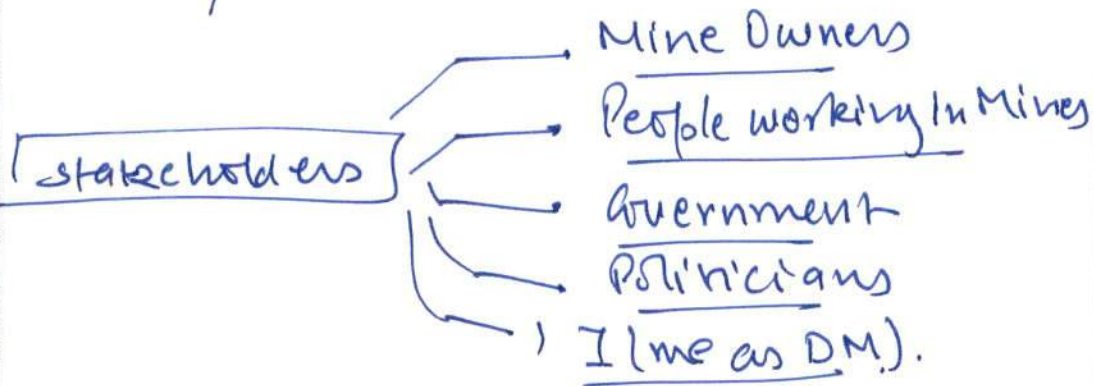 Mine Owners
People working In Mines
stakeholders
Government
Politicians
I (me as DM.).